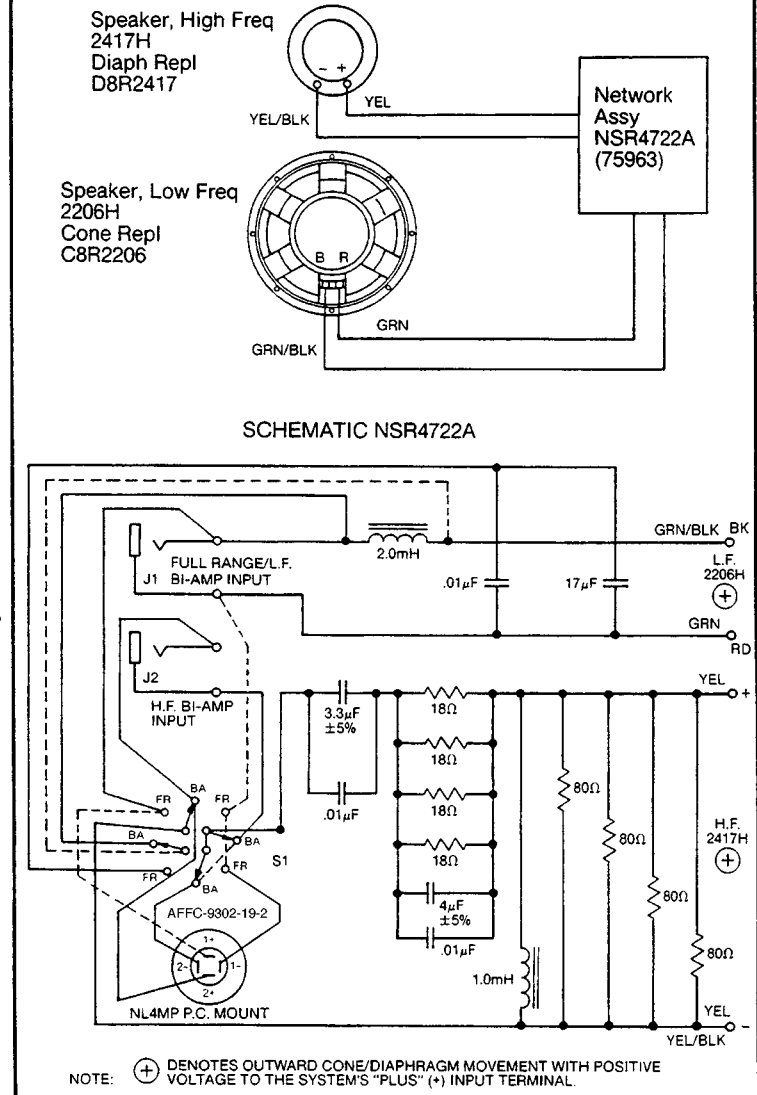 Speaker, High Freq
2417H
Diaph Repl
D8R2417
- +
YEL
YEL/BLK
Network
Assy
NSR4722A
(75963)
Speaker, Low Freq
2206H
Cone Repl
C8R2206
B R
GRN
GRN/BLK
SCHEMATIC NSR4722A
GRN/BLK BK
2.0mH
FULL RANGE/L.F.
BI-AMP INPUT
J1
.01µF
17µF
L.F.
2206H
+
GRN
RD
J2
H.F. BI-AMP
INPUT
YEL
+
3.3µF
±5%
.01µF
18Ω
18Ω
18Ω
18Ω
4µF
±5%
.01µF
80Ω
80Ω
80Ω
80Ω
1.0mH
H.F.
2417H
+
FR
BA
FR
BA
BA
FR
FR
BA
S1
AFFC-9302-19-2
1+
2-
1-
2+
NL4MP P.C. MOUNT
YEL
-
YEL/BLK
NOTE: + DENOTES OUTWARD CONE/DIAPHRAGM MOVEMENT WITH POSITIVE
VOLTAGE TO THE SYSTEM'S "PLUS" (+) INPUT TERMINAL.